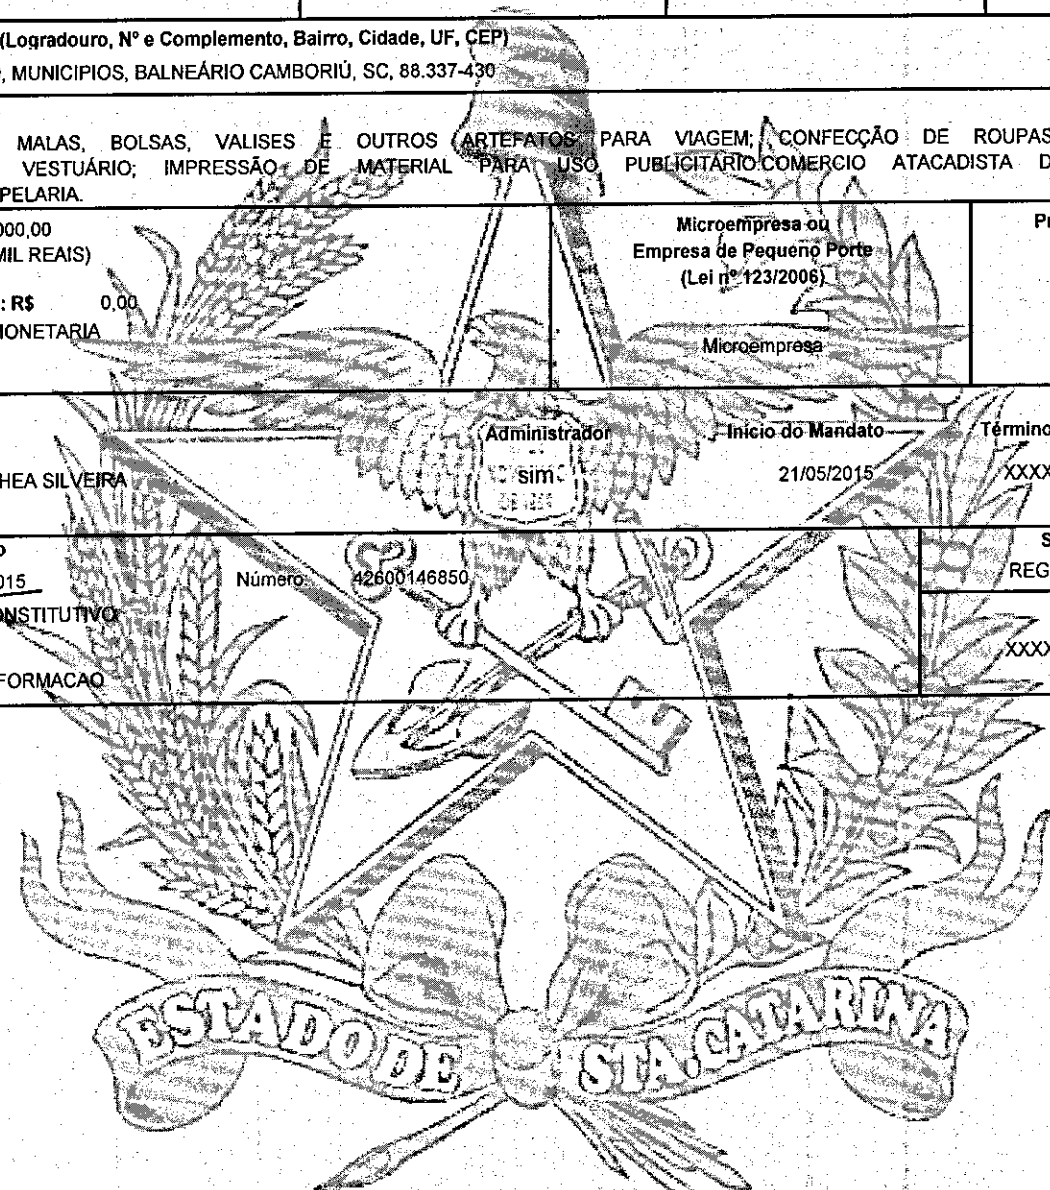 (Logradouro, Nº e Complemento, Bairro, Cidade, UF, CEP)
, MUNICIPIOS, BALNEÁRIO CAMBORIÚ, SC, 88.337-430
MALAS, BOLSAS, VALISES E OUTROS ARTEFATOS PARA VIAGEM; CONFECÇÃO DE ROUPAS
VESTUÁRIO; IMPRESSÃO DE MATERIAL PARA USO PUBLICITÁRIO.COMERCIO ATACADISTA D
PELARIA.
000,00
MIL REAIS)
: R$ 0,00
MONETARIA
Microempresa ou
Empresa de Pequeno Porte
(Lei nº 123/2006)
Microempresa
Pr
HEA SILVEIRA
Administrador
sim
Início do Mandato
21/05/2015
Término
XXXX
o
015
Número: 42600146850
ONSTITUTIVO
FORMACAO
S
REG
XXXX
ESTADO DE STA. CATARINA